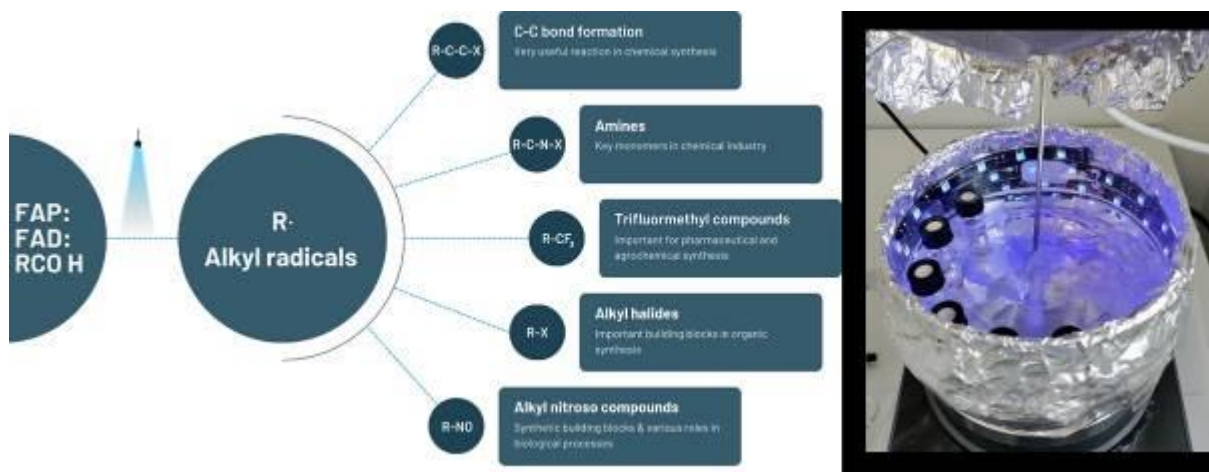 FAP:
FAD:
RCO H
R·
Alkyl radicals
R-C-C-X
C-C bond formation
Very useful reaction in chemical synthesis
R-C-N-X
Amines
Key monomers in chemical industry
R-CF₃
Trifluormethyl compounds
Important for pharmaceutical and
agrochemical synthesis
R-X
Alkyl halides
Important building blocks in organic
synthesis
R-NO
Alkyl nitroso compounds
Synthetic building blocks & various roles in
biological processes